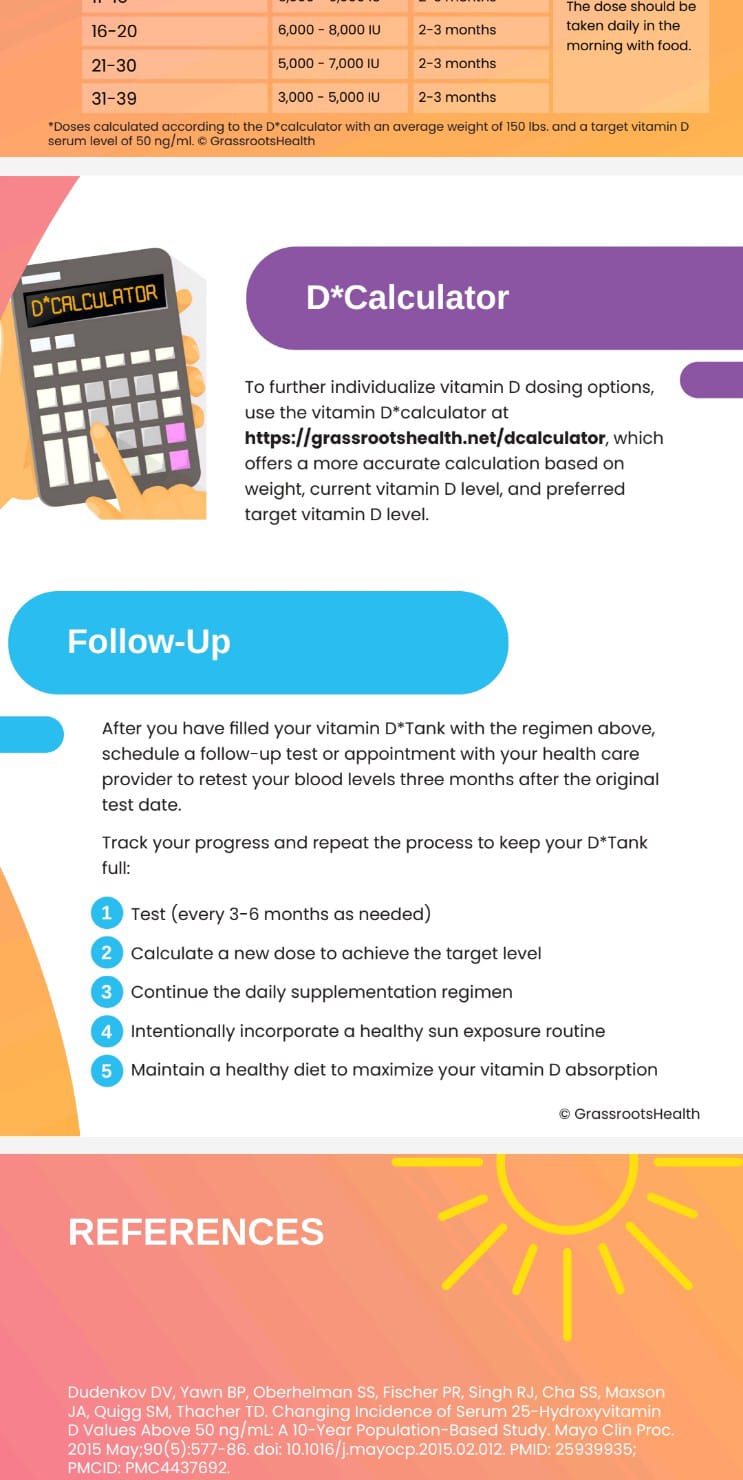 The dose should be
16-20 6,000 - 8,000 IU 2-3 months taken daily in the
morning with food.
21-30 5,000 - 7,000 IU 2-3 months
31-39 3,000 - 5,000 IU 2-3 months
*Doses calculated according to the D*calculator with an average weight of 150 lbs. and a target vitamin D
serum level of 50 ng/ml. © GrassrootsHealth
D*CALCULATOR
D*Calculator
To further individualize vitamin D dosing options,
use the vitamin D*calculator at
https://grassrootshealth.net/dcalculator, which
offers a more accurate calculation based on
weight, current vitamin D level, and preferred
target vitamin D level.
Follow-Up
After you have filled your vitamin D*Tank with the regimen above,
schedule a follow-up test or appointment with your health care
provider to retest your blood levels three months after the original
test date.
Track your progress and repeat the process to keep your D*Tank
full:
1 Test (every 3-6 months as needed)
2 Calculate a new dose to achieve the target level
3 Continue the daily supplementation regimen
4 Intentionally incorporate a healthy sun exposure routine
5 Maintain a healthy diet to maximize your vitamin D absorption
© GrassrootsHealth
REFERENCES
Dudenkov DV, Yawn BP, Oberhelman SS, Fischer PR, Singh RJ, Cha SS, Maxson
JA, Quigg SM, Thacher TD. Changing Incidence of Serum 25-Hydroxyvitamin
D Values Above 50 ng/mL: A 10-Year Population-Based Study. Mayo Clin Proc.
2015 May;90(5):577-86. doi: 10.1016/j.mayocp.2015.02.012. PMID: 25939935;
PMCID: PMC4437692.